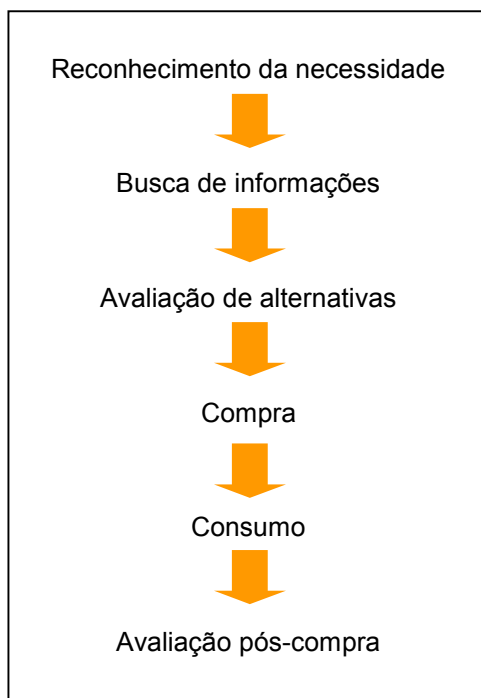 Reconhecimento da necessidade
Busca de informações
Avaliação de alternativas
Compra
Consumo
Avaliação pós-compra